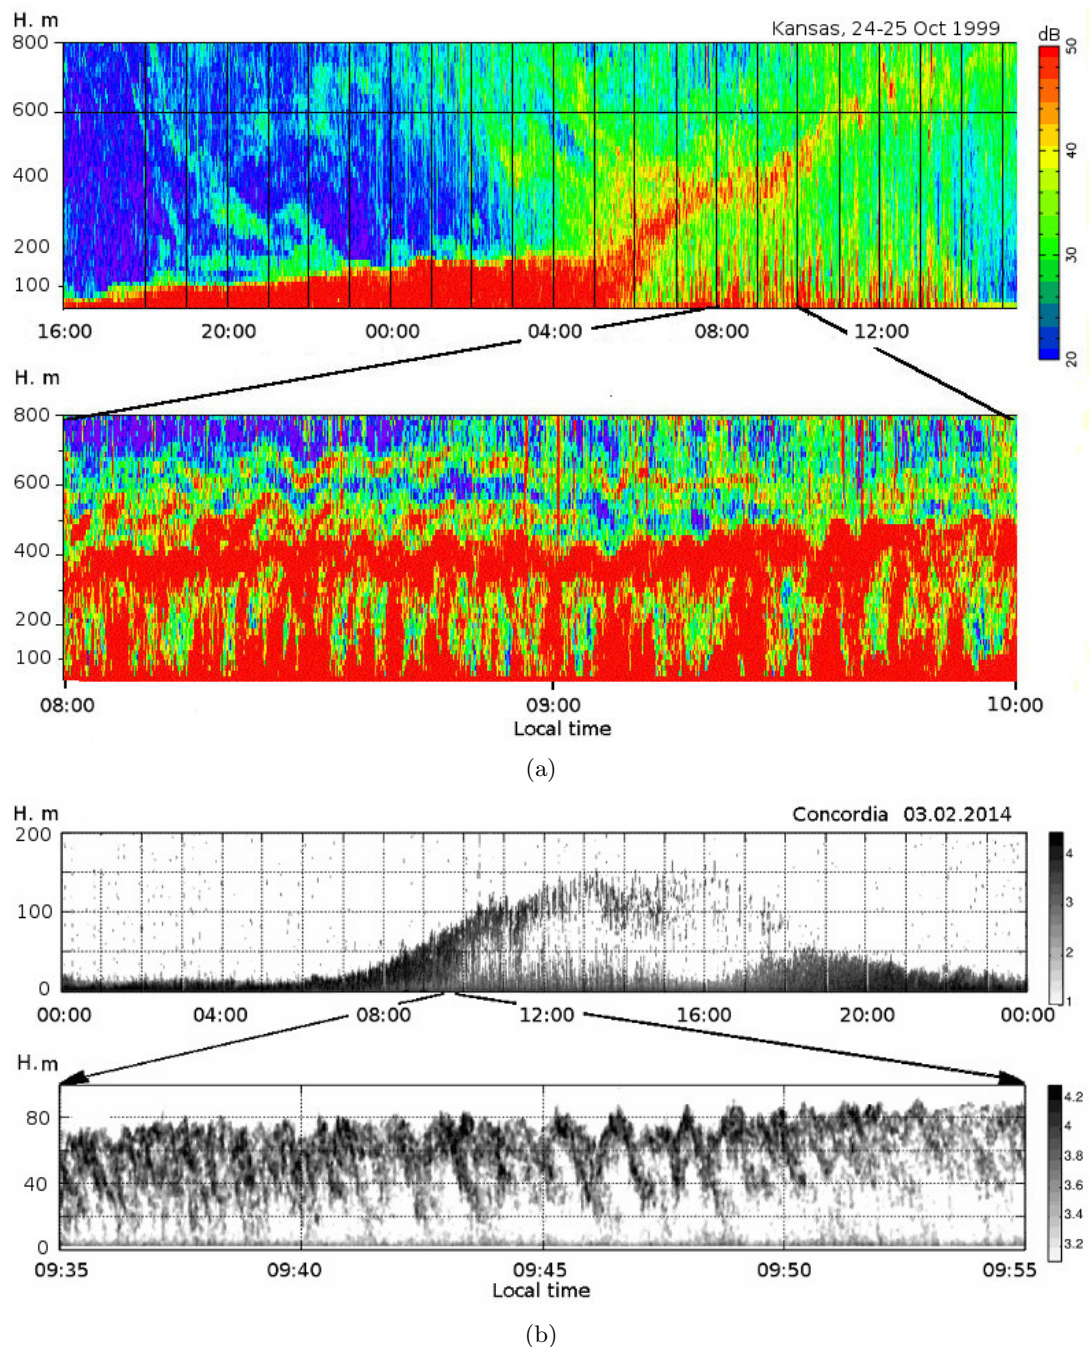 H. m
Kansas, 24-25 Oct 1999
dB
800
600
400
200
100
50
40
30
20
16:00 20:00 00:00 04:00 08:00 12:00
H. m
800
600
400
200
100
08:00 09:00 10:00
Local time
(a)
H. m
Concordia 03.02.2014
200
100
0
4
3
2
1
00:00 04:00 08:00 12:00 16:00 20:00 00:00
H.m
80
40
0
4.2
4
3.8
3.6
3.4
3.2
09:35 09:40 09:45 09:50 09:55
Local time
(b)